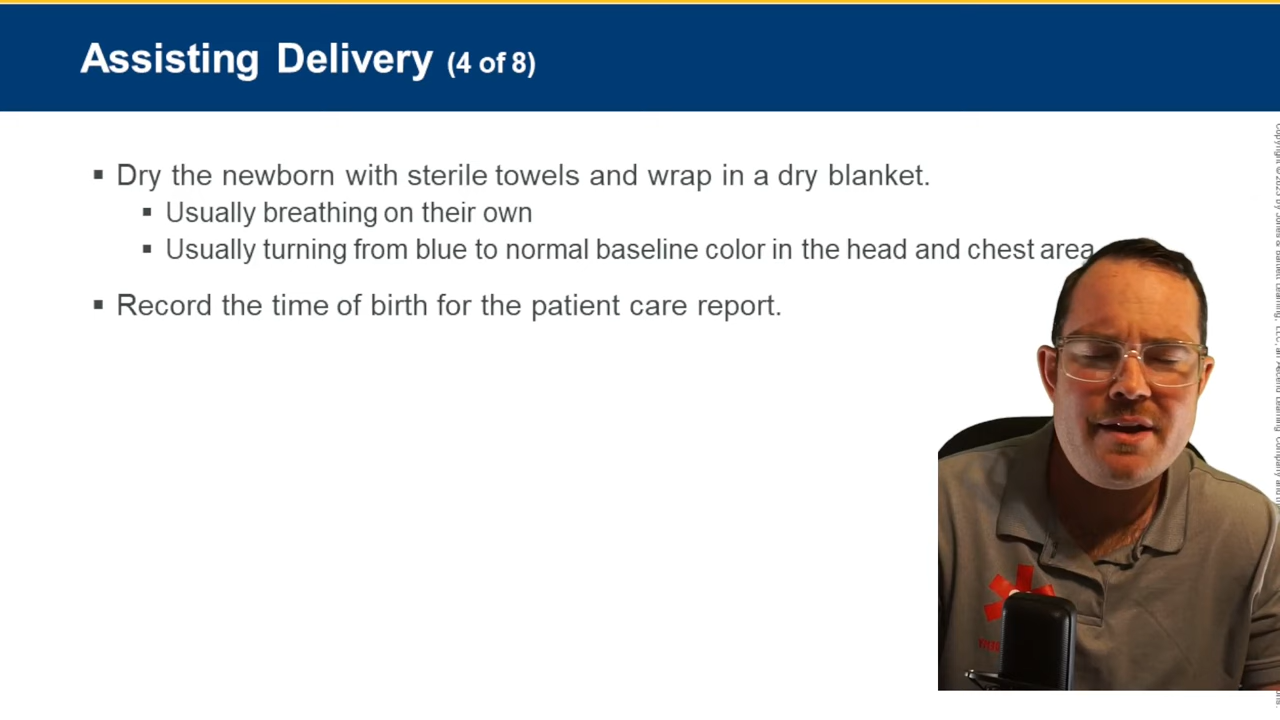 Assisting Delivery (4 of 8)
▪ Dry the newborn with sterile towels and wrap in a dry blanket.
▪ Usually breathing on their own
▪ Usually turning from blue to normal baseline color in the head and chest area
▪ Record the time of birth for the patient care report.